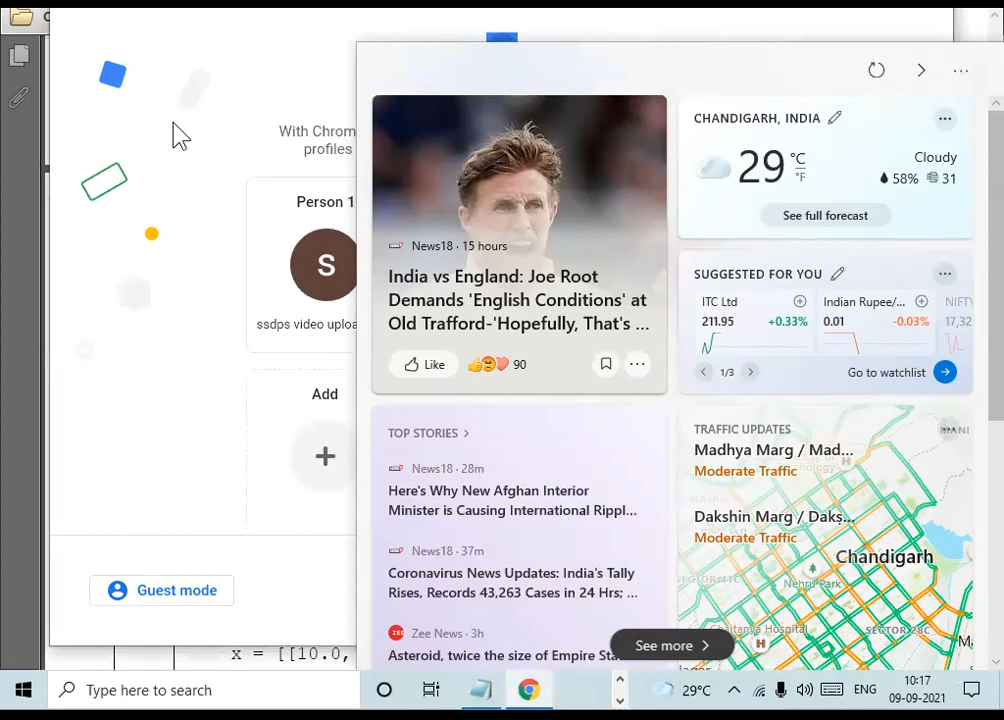 With Chrom
profiles
Person 1
S
ssdps video uploa
Add
Guest mode
x = [[10.0,
News18 · 15 hours
India vs England: Joe Root
Demands 'English Conditions' at
Old Trafford-'Hopefully, That's ...
Like
90
TOP STORIES
News18 · 28m
Here's Why New Afghan Interior
Minister is Causing International Rippl...
News18 · 37m
Coronavirus News Updates: India's Tally
Rises, Records 43,263 Cases in 24 Hrs; ...
Zee News · 3h
Asteroid, twice the size of Empire Sta
See more
CHANDIGARH, INDIA
29 °C
°F
Cloudy
58% 31
See full forecast
SUGGESTED FOR YOU
ITC Ltd
211.95 +0.33%
Indian Rupee/...
0.01 -0.03%
NIFTY
17,32
1/3
Go to watchlist
TRAFFIC UPDATES
Madhya Marg / Mad...
Moderate Traffic
Dakshin Marg / Daks...
Moderate Traffic
Chandigarh
Nehru Park
Chaitanya Hospital
SECTOR 28C
Type here to search
29°C
ENG
10:17
09-09-2021